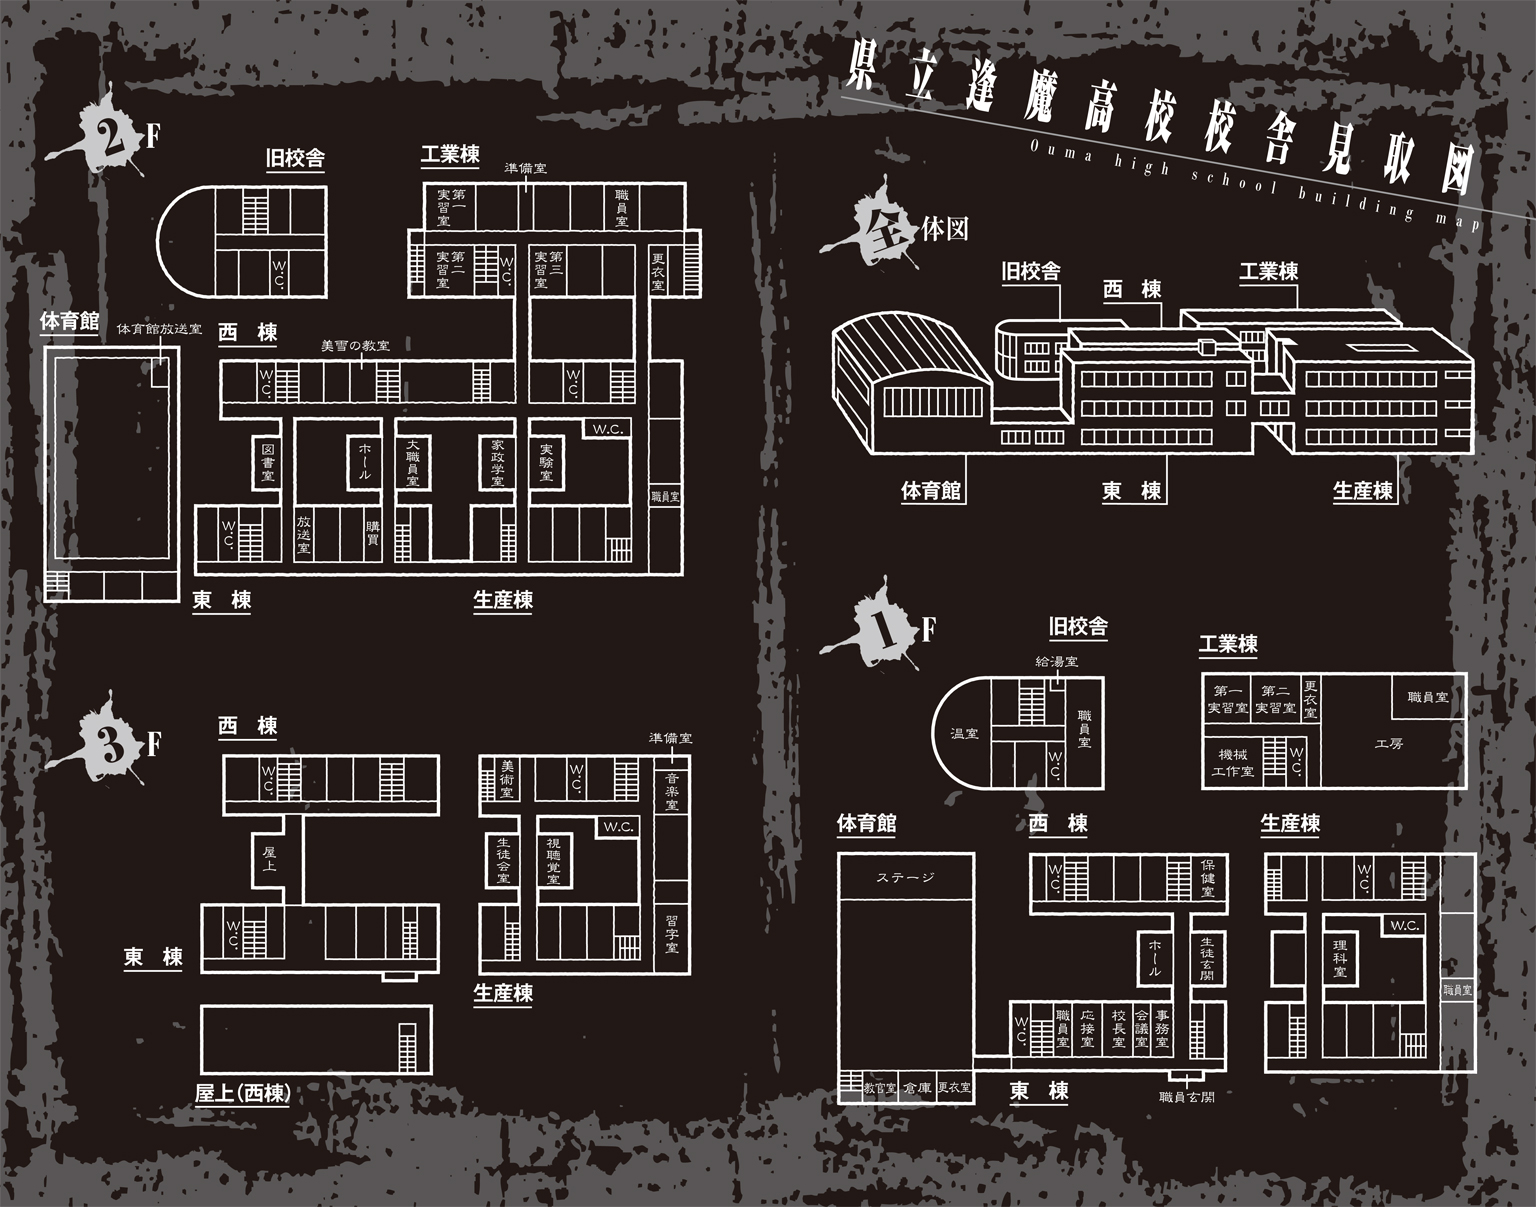 県立逢魔高校校舎見取図
Ouma high school building map
全体図
旧校舎
西　棟
工業棟
体育館
東　棟
生産棟
1F
旧校舎
給湯室
温室
職員室
W.C.
工業棟
第一実習室
第二実習室
更衣室
職員室
工房
機械工作室
W.C.
体育館
ステージ
教官室
倉庫
更衣室
西　棟
W.C.
保健室
ホール
生徒玄関
W.C.
職員室
応接室
校長室
会議室
事務室
東　棟
職員玄関
生産棟
W.C.
W.C.
理科室
職員室
2F
旧校舎
W.C.
工業棟
準備室
第一実習室
職員室
第二実習室
W.C.
第三実習室
更衣室
体育館
体育館放送室
西　棟
美雪の教室
W.C.
W.C.
W.C.
図書室
ホール
大職員室
家政学室
実験室
職員室
W.C.
放送室
購買
東　棟
生産棟
3F
西　棟
W.C.
屋上
W.C.
東　棟
準備室
美術室
W.C.
音楽室
W.C.
生徒会室
視聴覚室
習字室
生産棟
屋上（西棟）